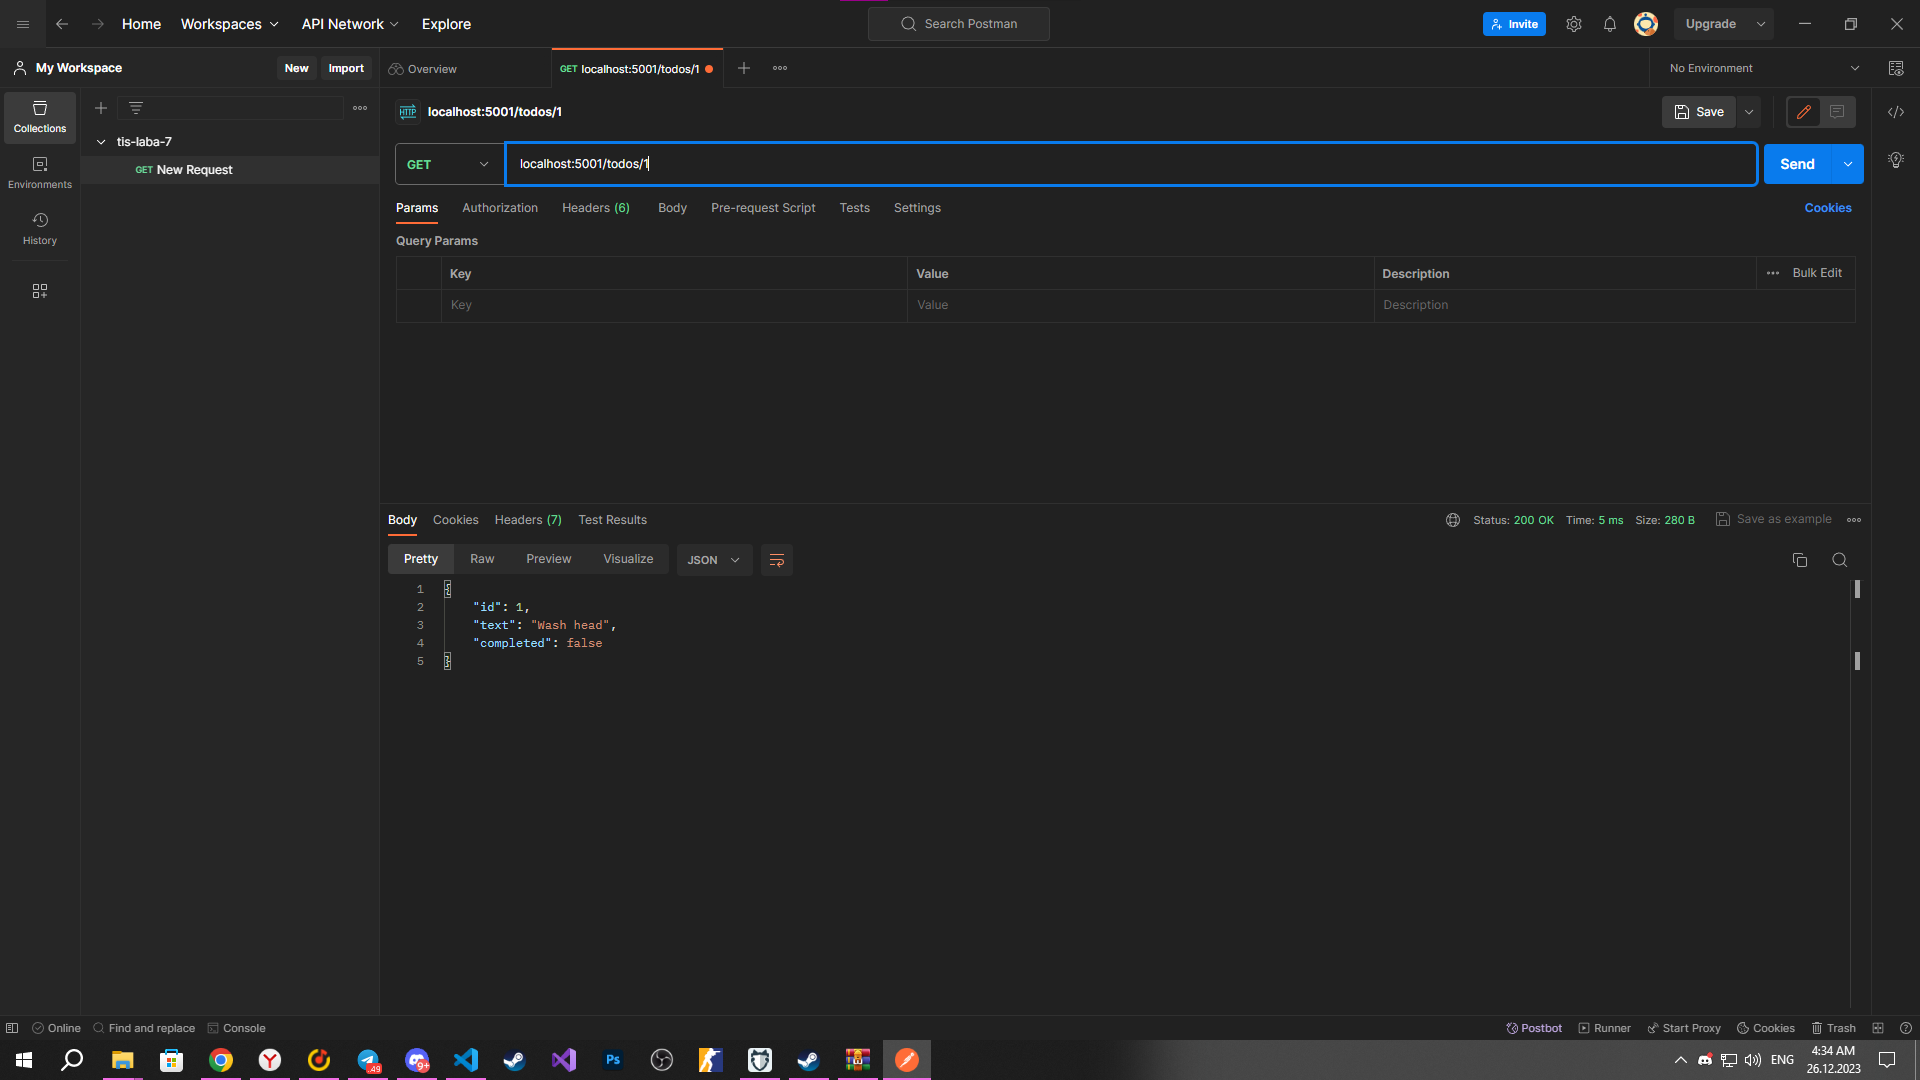 Home
Workspaces
API Network
Explore
Search Postman
Invite
Upgrade
My Workspace
New
Import
Overview
GET localhost:5001/todos/1
No Environment
Collections
Environments
History
tis-laba-7
GET New Request
HTTP
localhost:5001/todos/1
Save
GET
localhost:5001/todos/1
Send
Params
Authorization
Headers (6)
Body
Pre-request Script
Tests
Settings
Cookies
Query Params
Key
Value
Description
Bulk Edit
Key
Value
Description
Body
Cookies
Headers (7)
Test Results
Status: 200 OK
Time: 5 ms
Size: 280 B
Save as example
Pretty
Raw
Preview
Visualize
JSON
1 {
2 "id": 1,
3 "text": "Wash head",
4 "completed": false
5 }
Online
Find and replace
Console
Postbot
Runner
Start Proxy
Cookies
Trash
Ps
49
9+
ENG
4:34 AM
26.12.2023